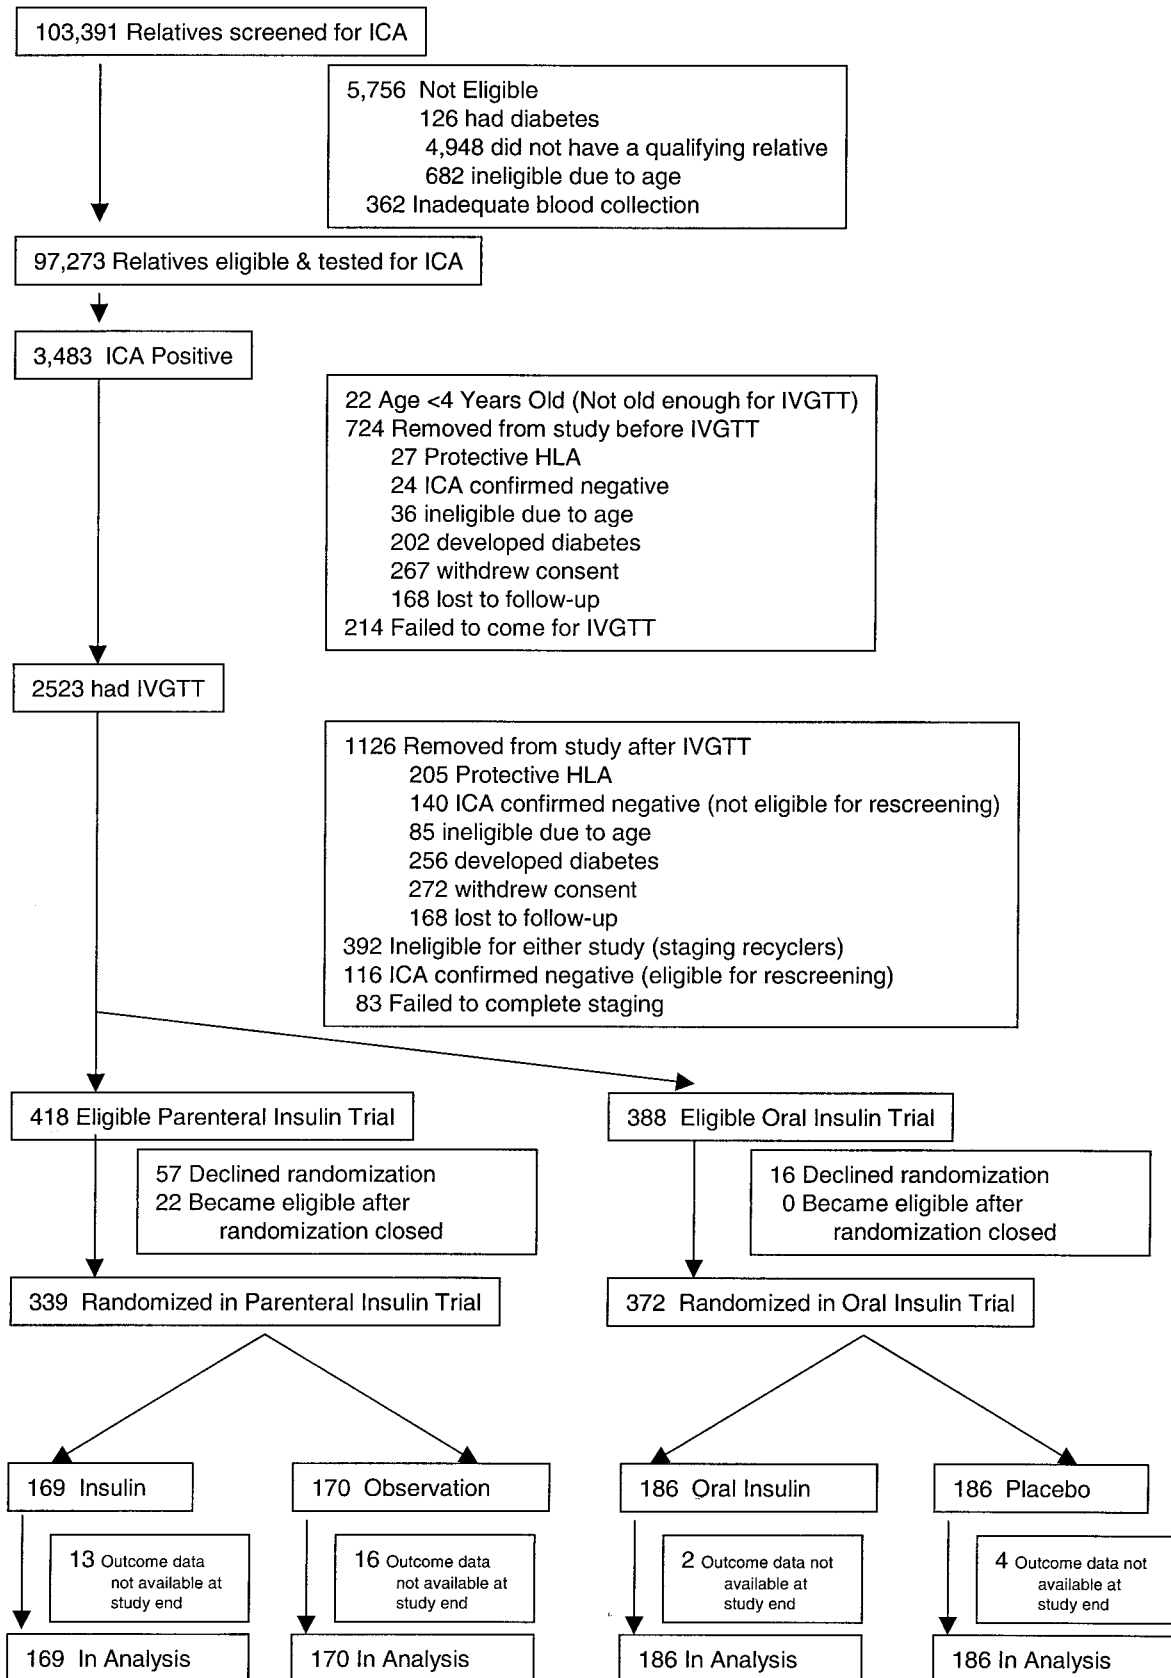 103,391 Relatives screened for ICA
5,756 Not Eligible
126 had diabetes
4,948 did not have a qualifying relative
682 ineligible due to age
362 Inadequate blood collection
97,273 Relatives eligible & tested for ICA
3,483 ICA Positive
22 Age <4 Years Old (Not old enough for IVGTT)
724 Removed from study before IVGTT
27 Protective HLA
24 ICA confirmed negative
36 ineligible due to age
202 developed diabetes
267 withdrew consent
168 lost to follow-up
214 Failed to come for IVGTT
2523 had IVGTT
1126 Removed from study after IVGTT
205 Protective HLA
140 ICA confirmed negative (not eligible for rescreening)
85 ineligible due to age
256 developed diabetes
272 withdrew consent
168 lost to follow-up
392 Ineligible for either study (staging recyclers)
116 ICA confirmed negative (eligible for rescreening)
83 Failed to complete staging
418 Eligible Parenteral Insulin Trial
388 Eligible Oral Insulin Trial
57 Declined randomization
22 Became eligible after
randomization closed
16 Declined randomization
0 Became eligible after
randomization closed
339 Randomized in Parenteral Insulin Trial
372 Randomized in Oral Insulin Trial
169 Insulin
170 Observation
186 Oral Insulin
186 Placebo
13 Outcome data
not available at
study end
16 Outcome data
not available at
study end
2 Outcome data not
available at
study end
4 Outcome data not
available at
study end
169 In Analysis
170 In Analysis
186 In Analysis
186 In Analysis